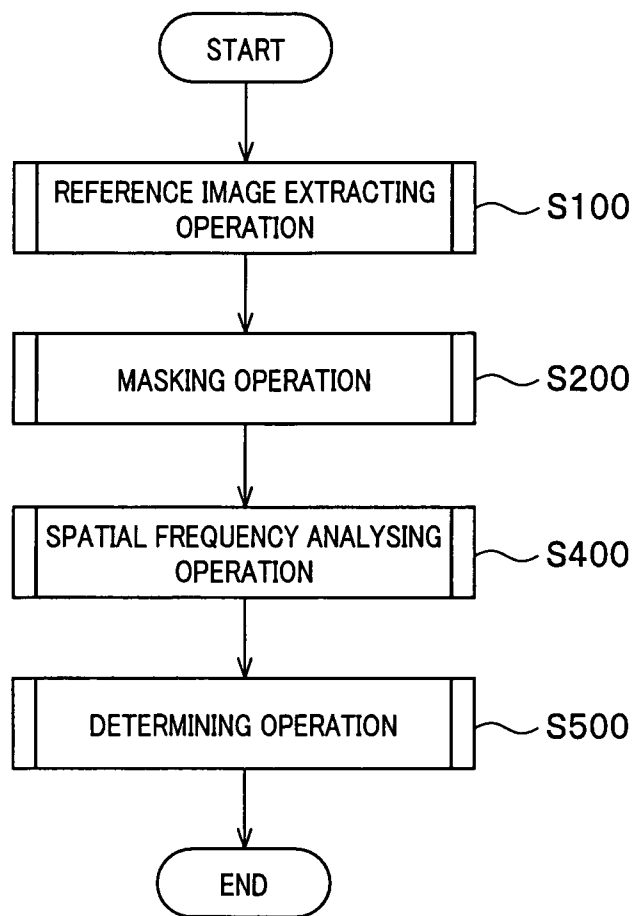 START
REFERENCE IMAGE EXTRACTING
OPERATION
S100
MASKING OPERATION
S200
SPATIAL FREQUENCY ANALYSING
OPERATION
S400
DETERMINING OPERATION
S500
END